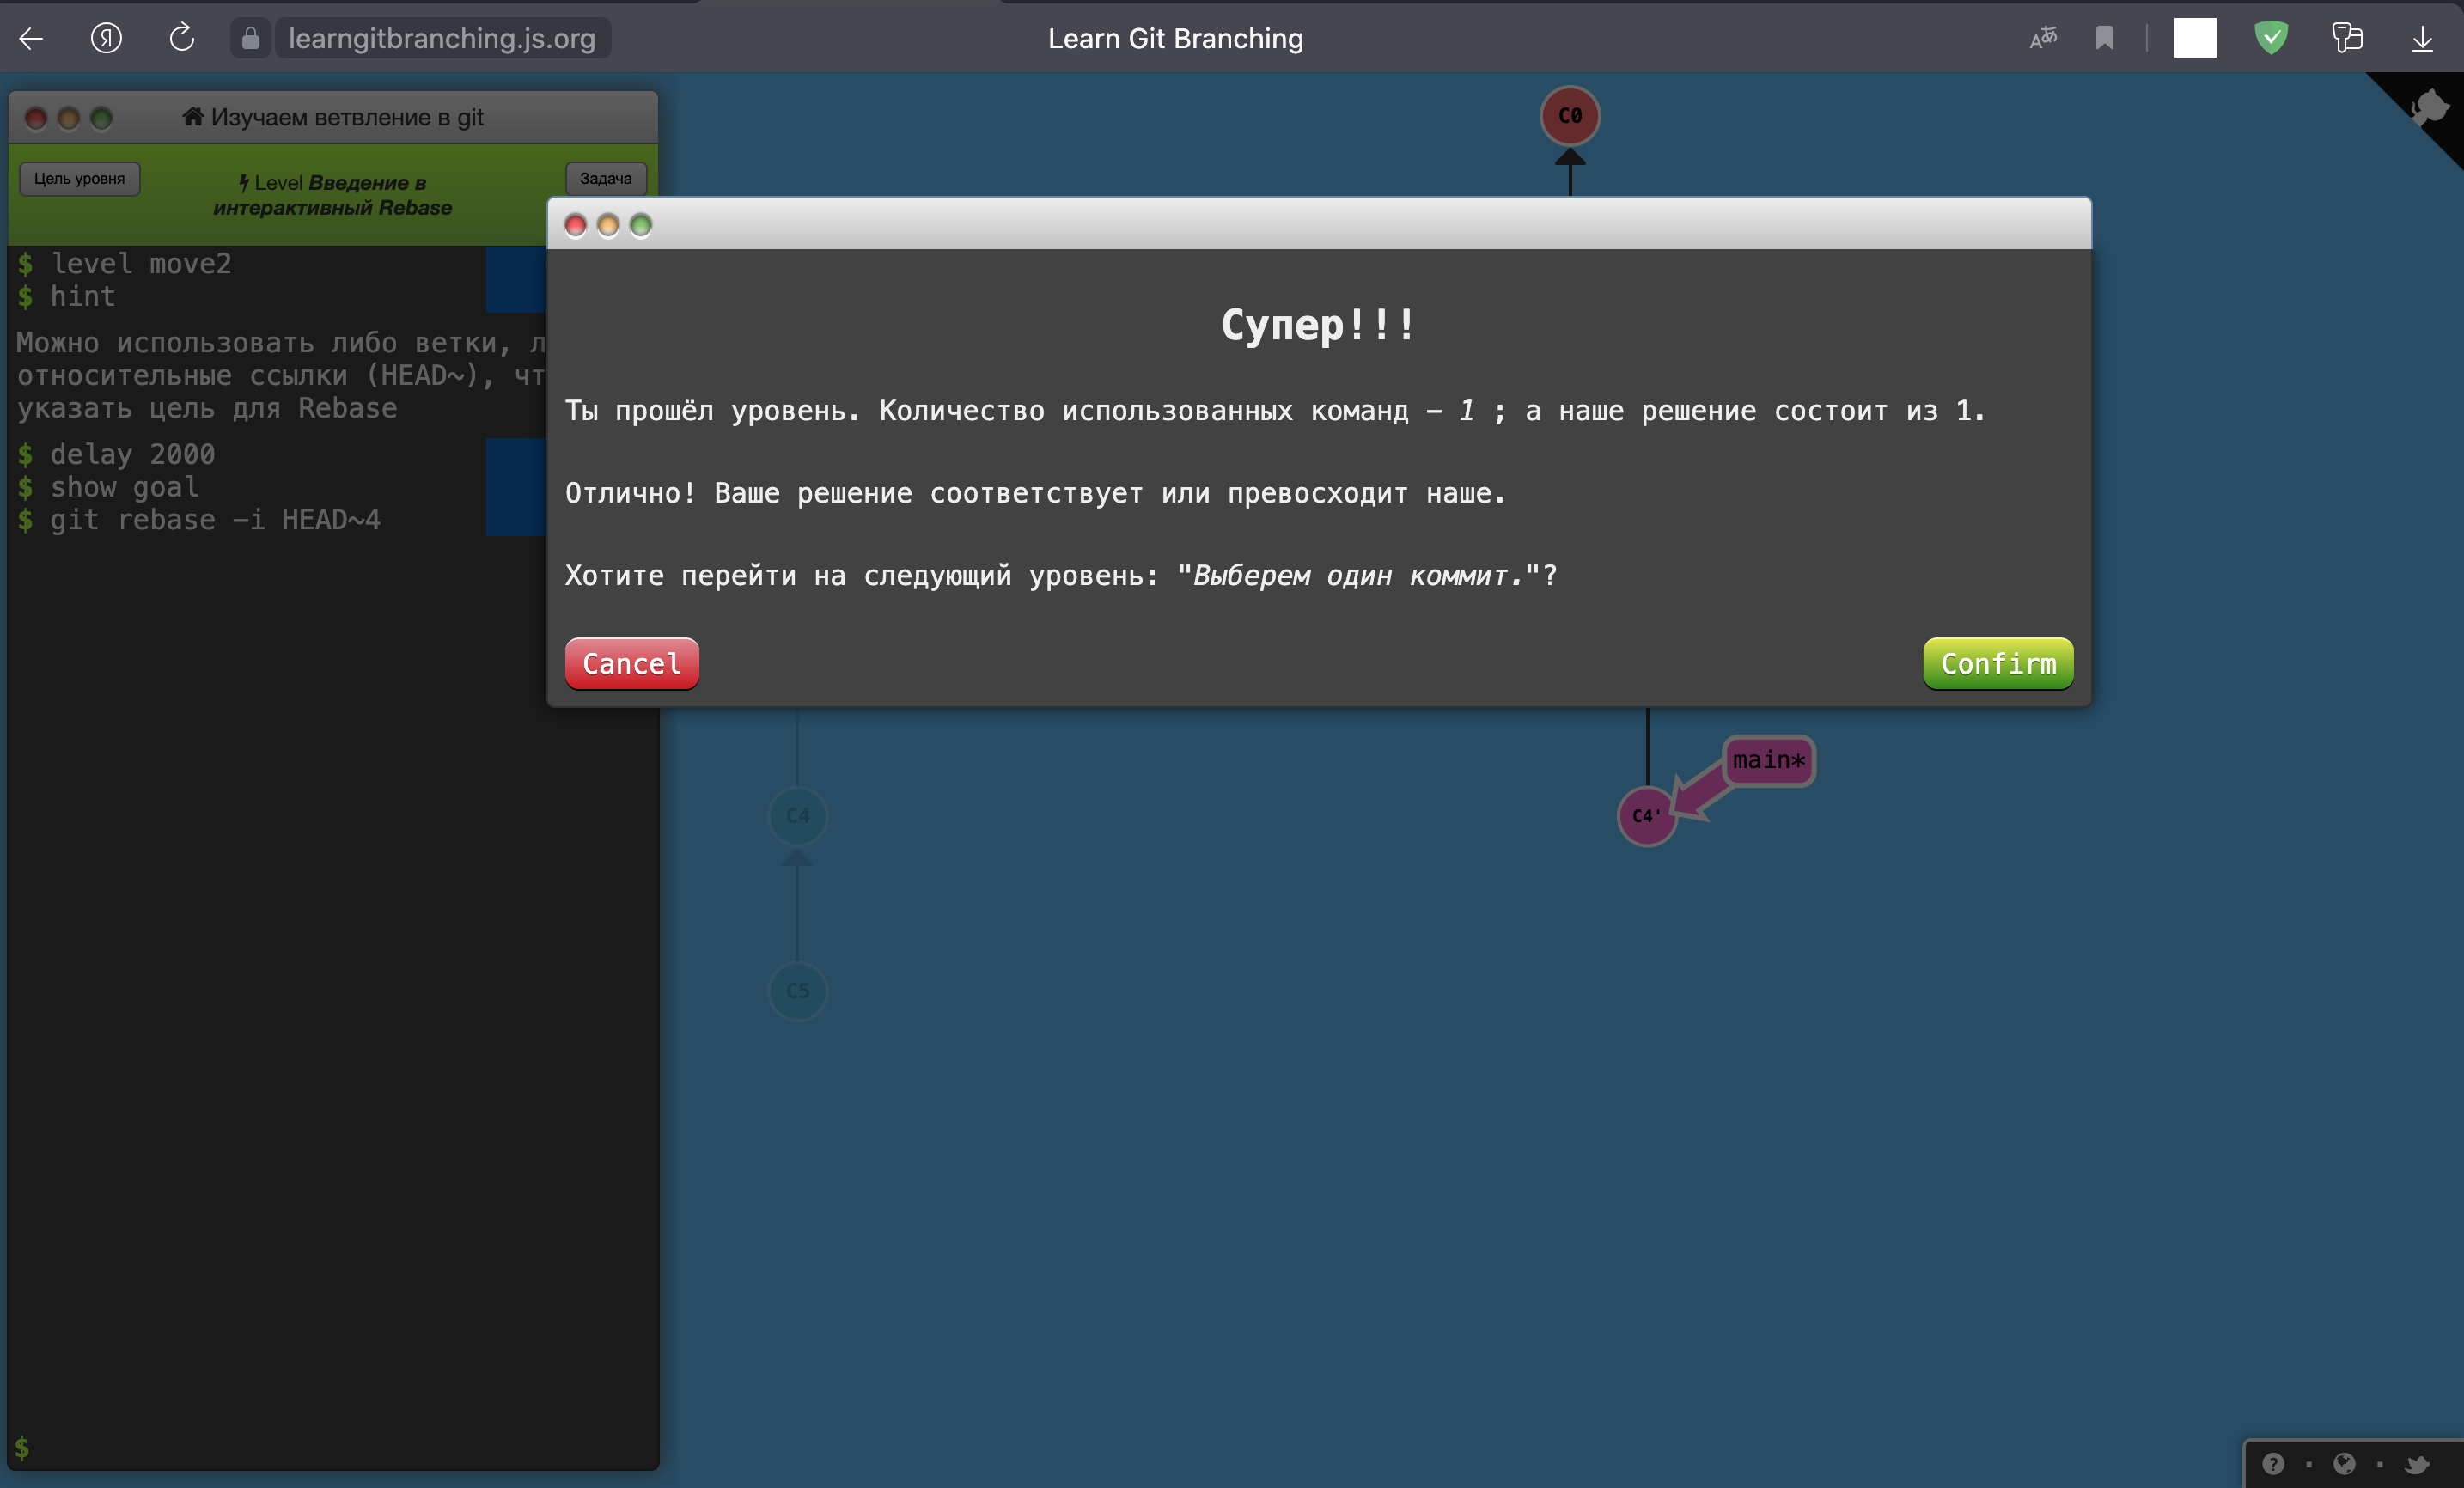 learngitbranching.js.org
Learn Git Branching
Изучаем ветвление в git
Цель уровня
Level Введение в
интерактивный Rebase
Задача
$ level move2
$ hint
Можно использовать либо ветки, л
относительные ссылки (HEAD~), чт
указать цель для Rebase
$ delay 2000
$ show goal
$ git rebase -i HEAD~4
$
C0
Супер!!!
Ты прошёл уровень. Количество использованных команд – 1 ; а наше решение состоит из 1.
Отлично! Ваше решение соответствует или превосходит наше.
Хотите перейти на следующий уровень: "Выберем один коммит."?
Cancel
Confirm
main*
C4
C4'
C5